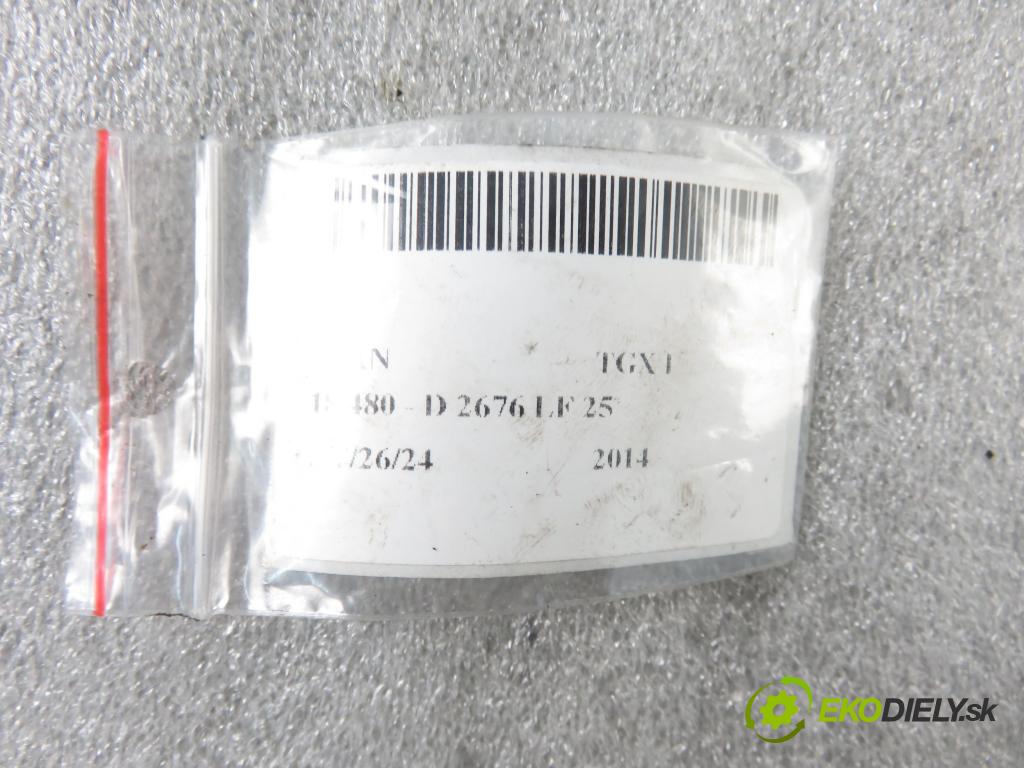 TGX I
480 - D 2676 LF 25
/26/24 2014
EKODIELY.sk